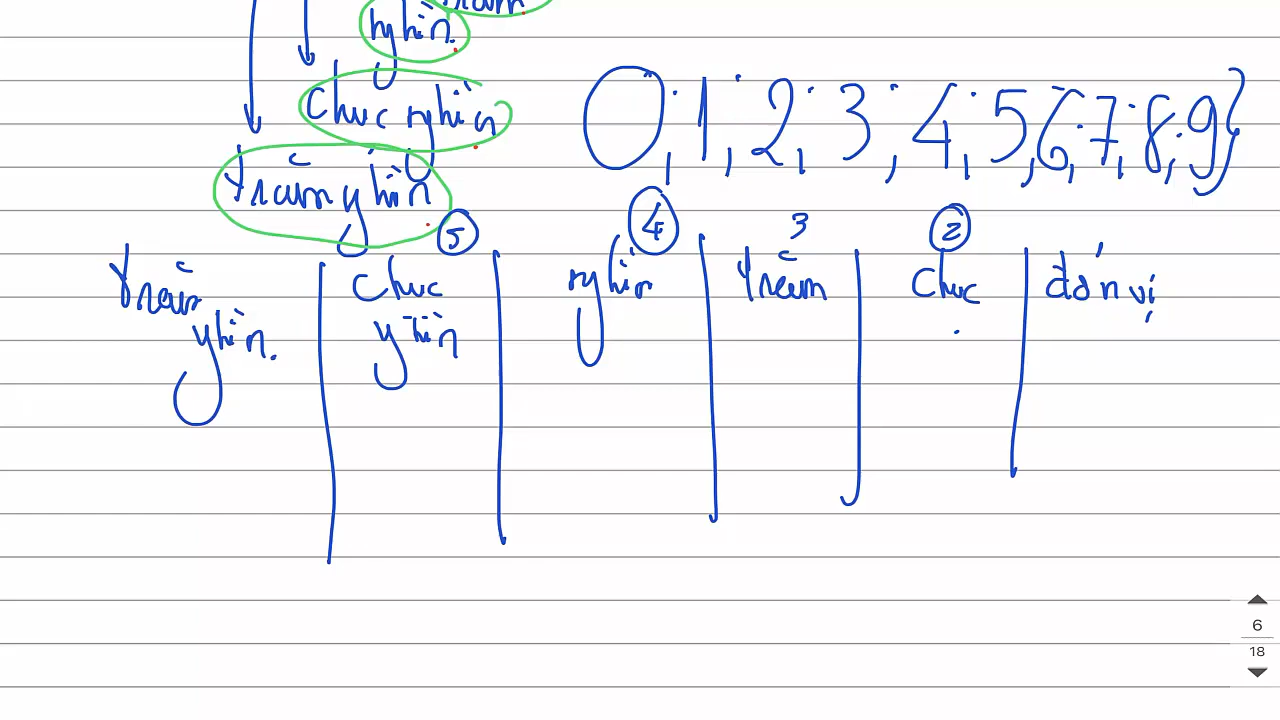 trăm
nghìn.
Chục nghìn
trăm nghìn
0; 1; 2; 3; 4; 5; 6; 7; 8; 9}
5 4 3 2
trăm nghìn. chục nghìn nghìn trăm chục đơn vị
6
18